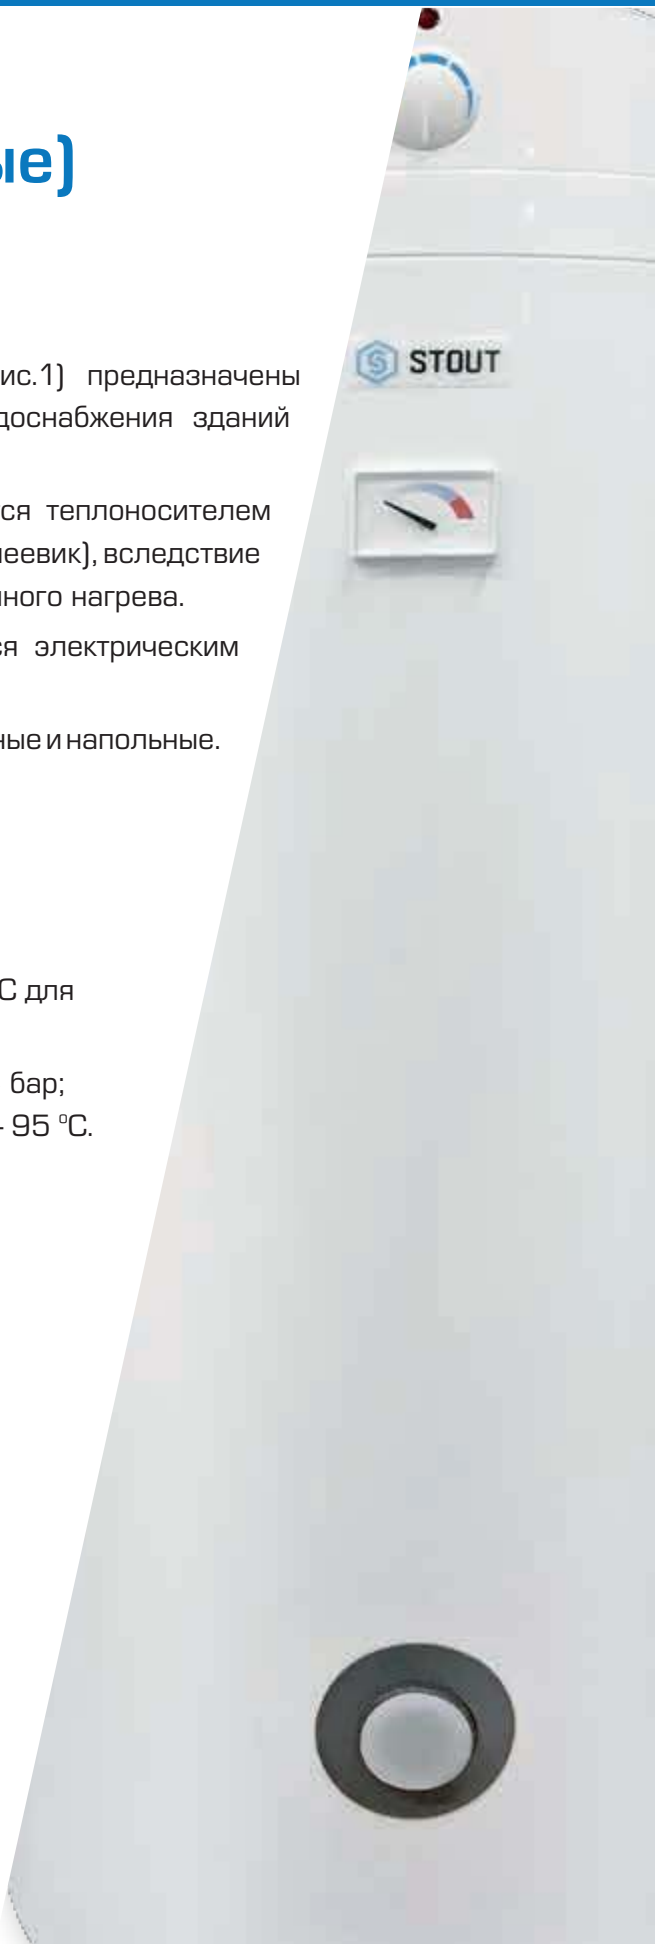 ые)
ис.1) предназначены
доснабжения зданий
ся теплоносителем
еевик), вследствие
ного нагрева.
ся электрическим
ные и напольные.
С для
бар;
- 95 °C.
STOUT